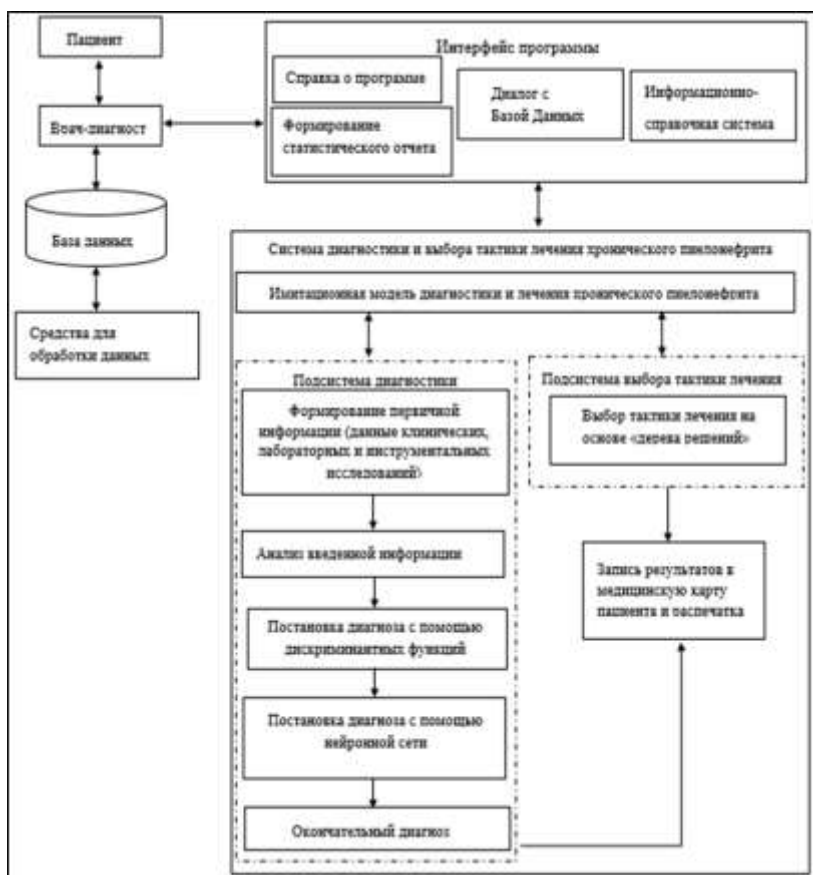 Пациент
Врач-диагност
База данных
Средства для
обработки данных
Интерфейс программы
Справка о программе
Формирование
статистического отчета
Диалог с
Базой Данных
Информационно-
справочная система
Система диагностики и выбора тактики лечения хронического пиелонефрита
Имитационная модель диагностики и лечения хронического пиелонефрита
Подсистема диагностики
Формирование первичной
информации (данные клинических,
лабораторных и инструментальных
исследований)
Анализ введенной информации
Постановка диагноза с помощью
дискриминантных функций
Постановка диагноза с помощью
нейронной сети
Окончательный диагноз
Подсистема выбора тактики лечения
Выбор тактики лечения на
основе «дерева решений»
Запись результатов в
медицинскую карту
пациента и распечатка